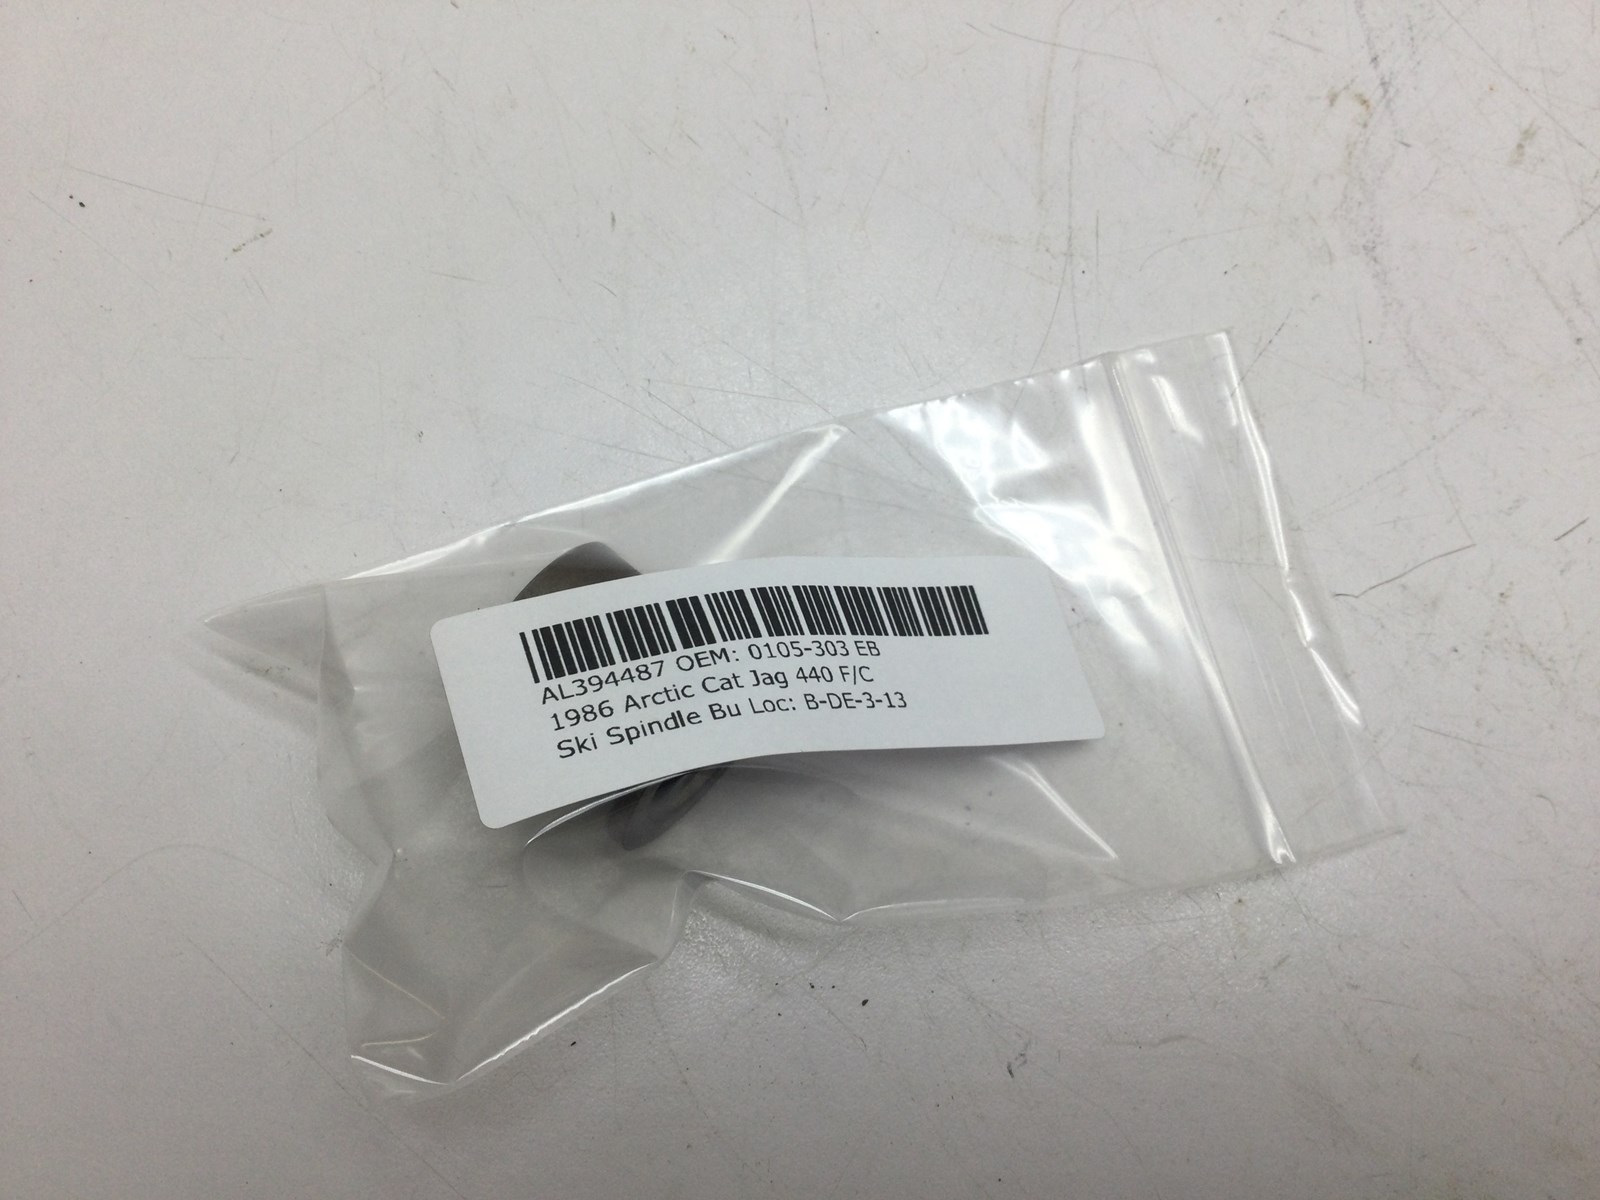 AL394487 OEM: 0105-303 EB
1986 Arctic Cat Jag 440 F/C
Ski Spindle Bu Loc: B-DE-3-13